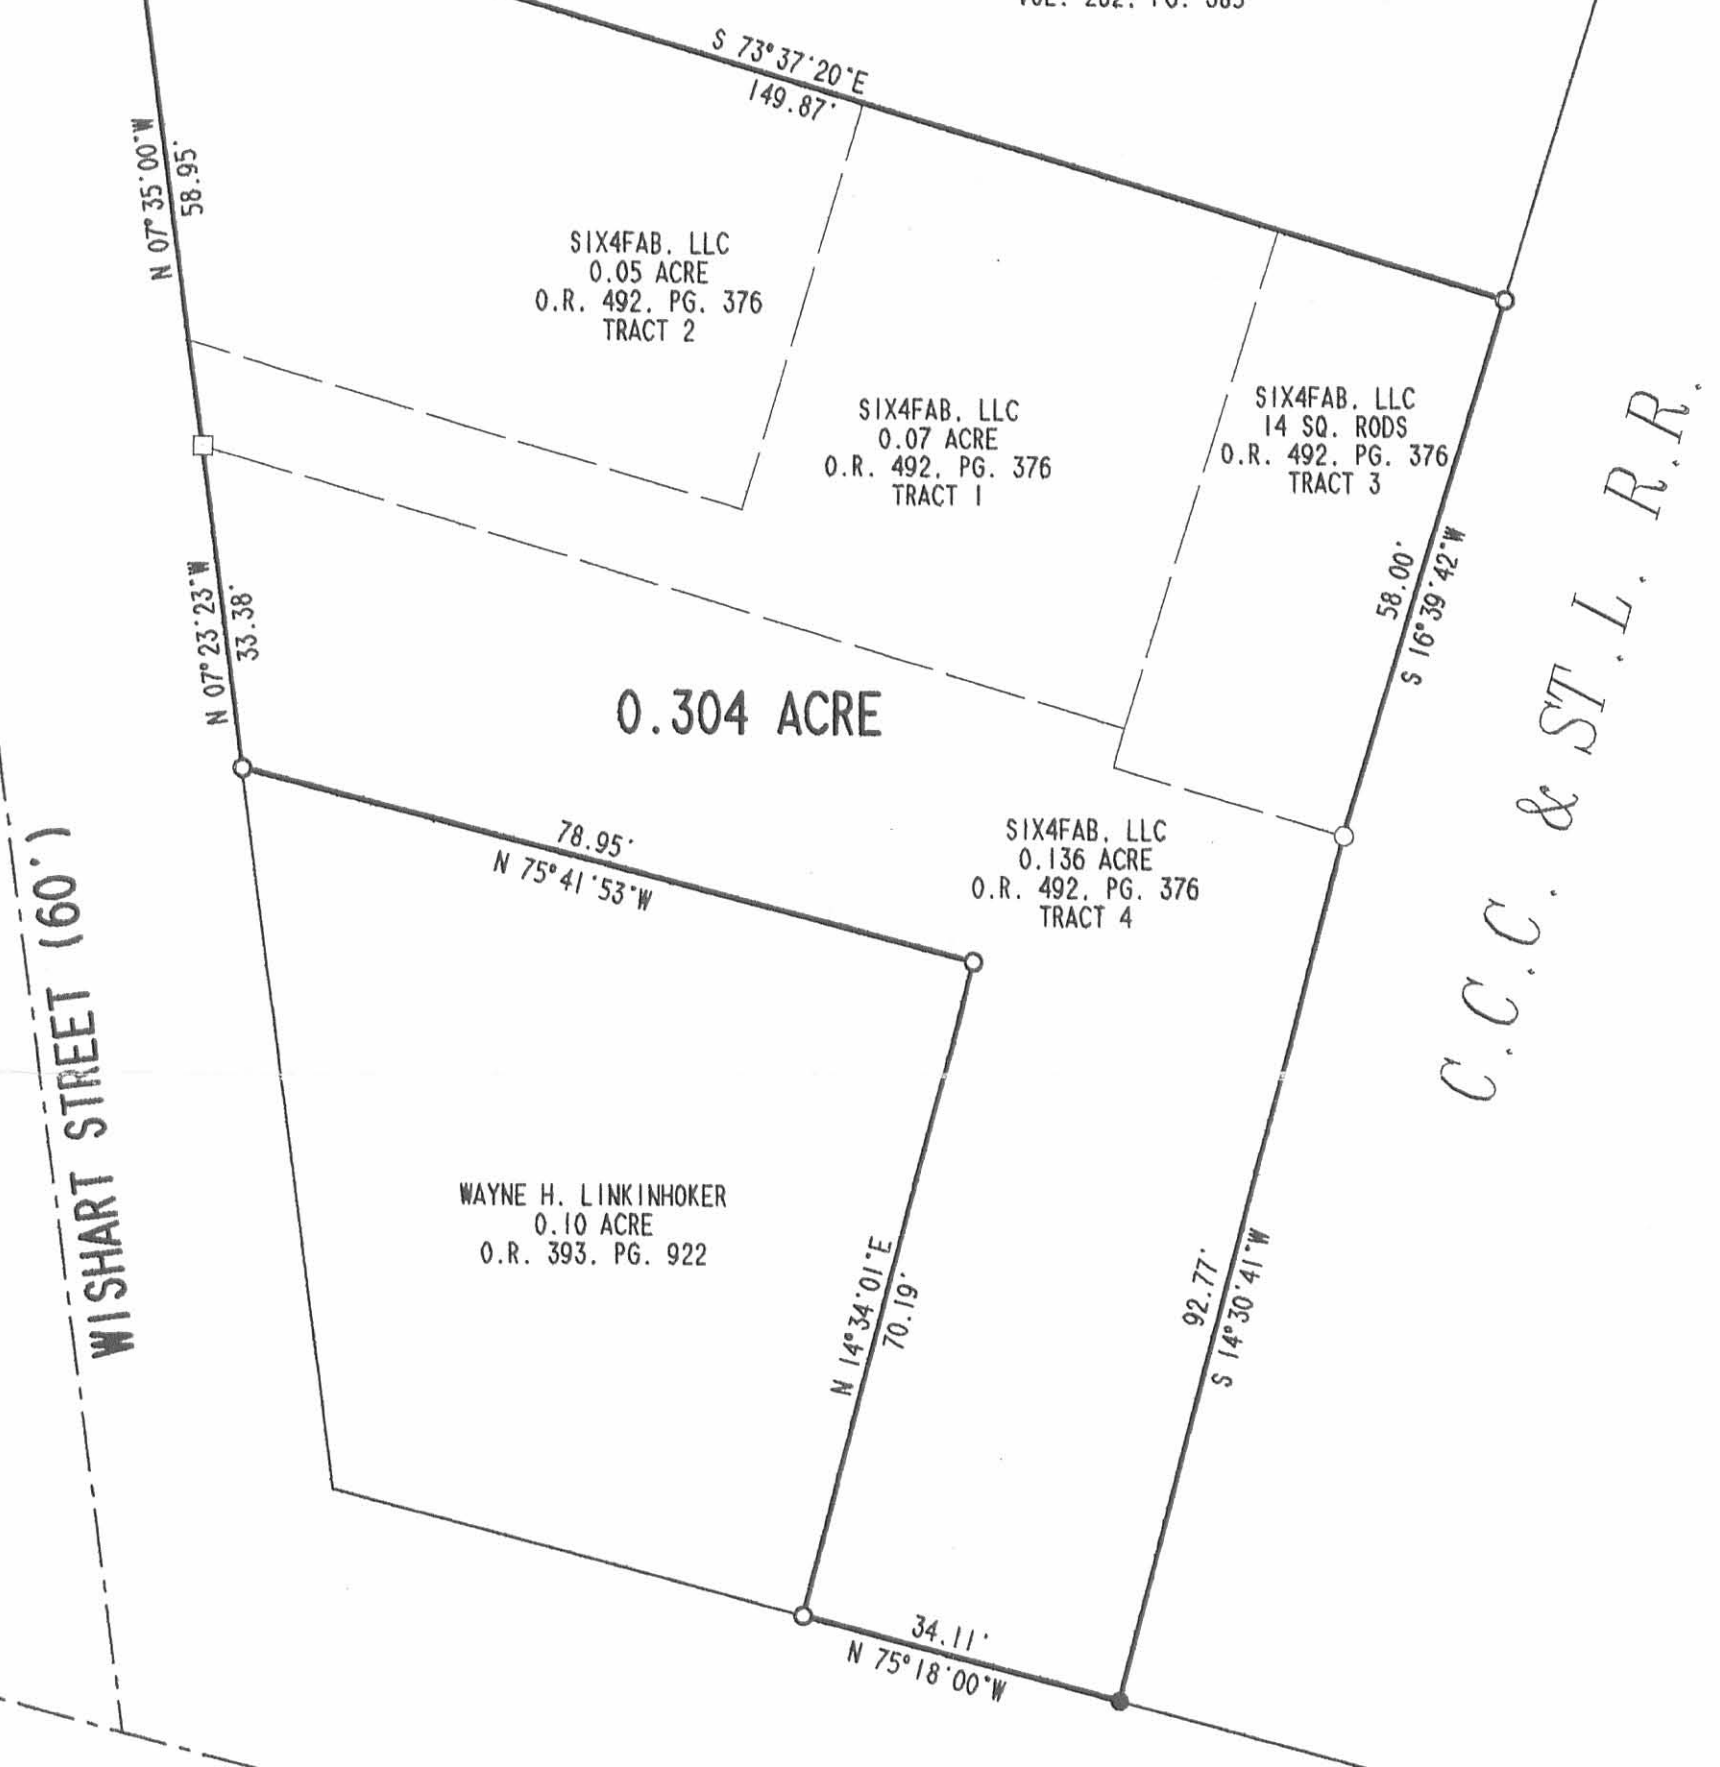 VOL. 262, PG. 585
S 73°37'20"E
149.87'
N 07°35'00"W
58.95'
SIX4FAB, LLC
0.05 ACRE
O.R. 492, PG. 376
TRACT 2
SIX4FAB, LLC
0.07 ACRE
O.R. 492, PG. 376
TRACT 1
SIX4FAB, LLC
14 SQ. RODS
O.R. 492, PG. 376
TRACT 3
58.00'
S 16°39'42"W
C.C.C. & ST. L. R.R.
N 07°23'23"W
33.38'
0.304 ACRE
78.95'
N 75°41'53"W
SIX4FAB, LLC
0.136 ACRE
O.R. 492, PG. 376
TRACT 4
WISHART STREET (60')
WAYNE H. LINKINHOKER
0.10 ACRE
O.R. 393, PG. 922
N 14°34'01"E
70.19'
92.77'
S 14°30'41"W
34.11'
N 75°18'00"W